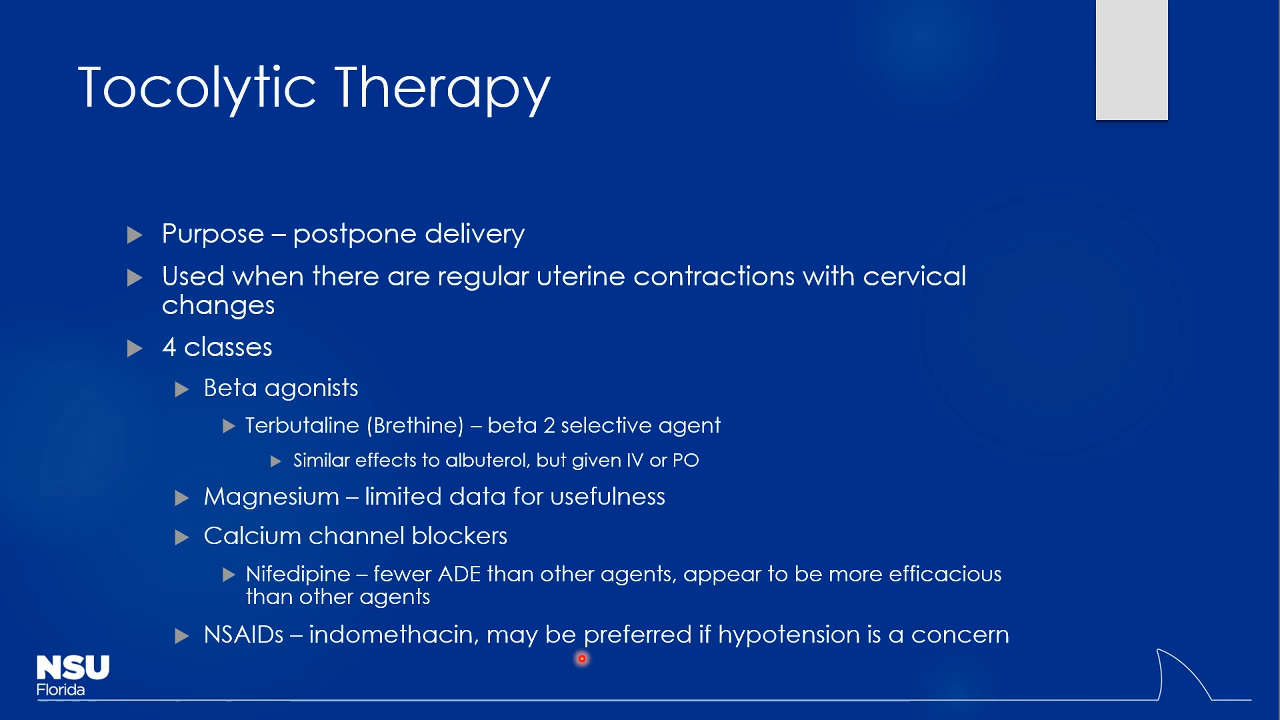 Tocolytic Therapy
Purpose – postpone delivery
Used when there are regular uterine contractions with cervical
changes
4 classes
Beta agonists
Terbutaline (Brethine) – beta 2 selective agent
Similar effects to albuterol, but given IV or PO
Magnesium – limited data for usefulness
Calcium channel blockers
Nifedipine – fewer ADE than other agents, appear to be more efficacious
than other agents
NSAIDs – indomethacin, may be preferred if hypotension is a concern
NSU
Florida